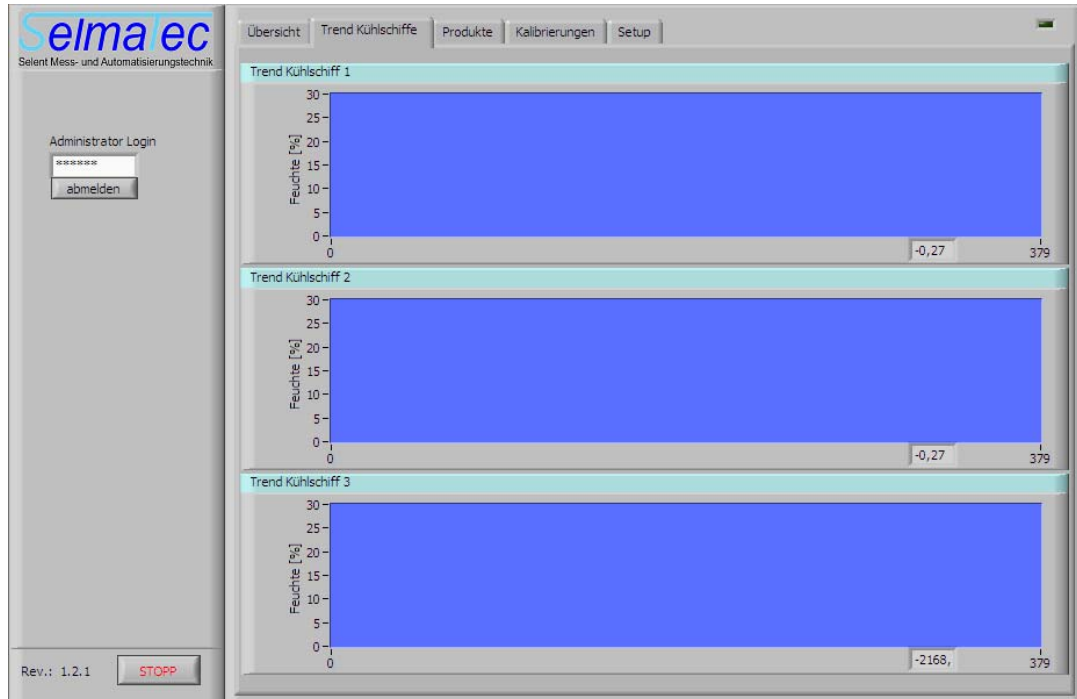 SelmaTec
Selent Mess- und Automatisierungstechnik
Administrator Login
******
abmelden
Rev.: 1.2.1
STOPP
Übersicht
Trend Kühlschiffe
Produkte
Kalibrierungen
Setup
Trend Kühlschiff 1
Feuchte [%]
30
25
20
15
10
5
0
0
-0,27
379
Trend Kühlschiff 2
Feuchte [%]
30
25
20
15
10
5
0
0
-0,27
379
Trend Kühlschiff 3
Feuchte [%]
30
25
20
15
10
5
0
0
-2168,
379